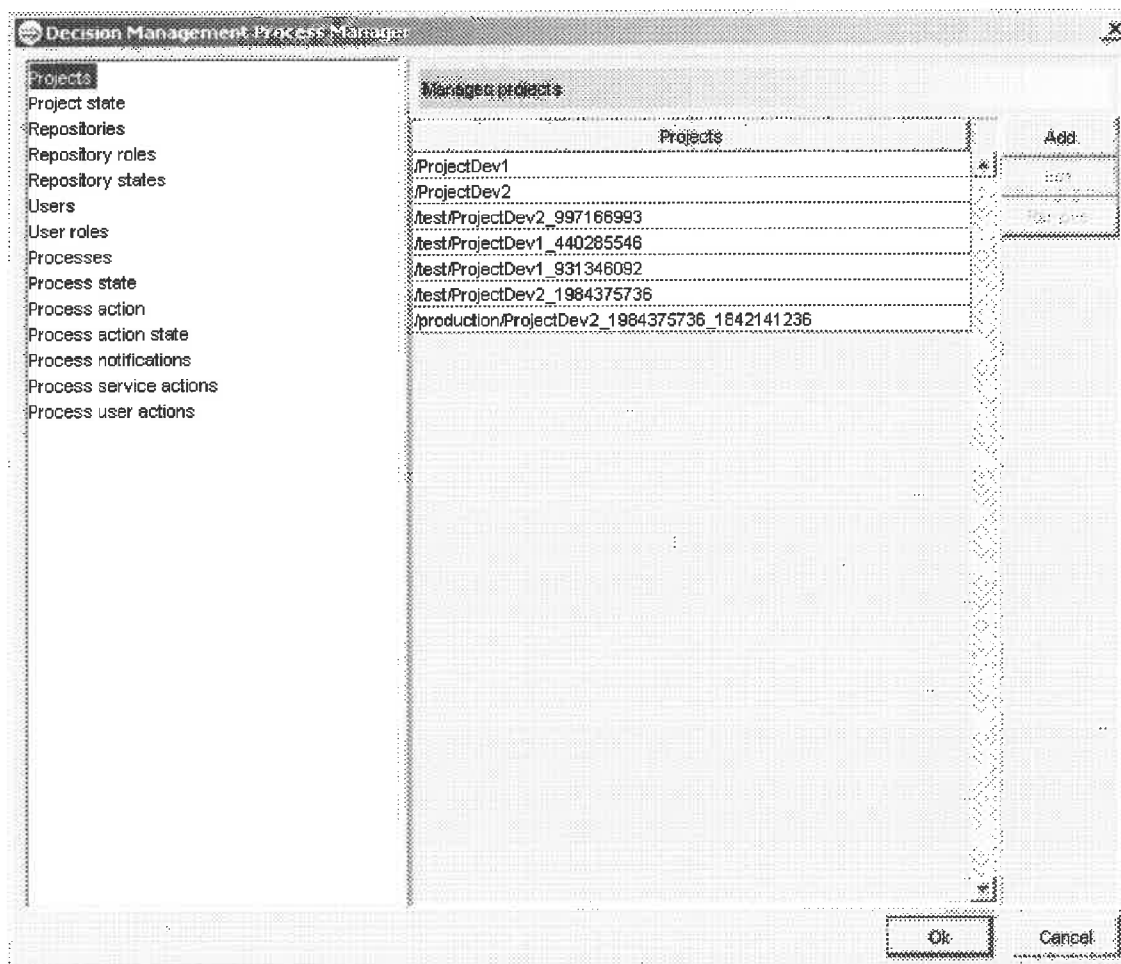 Decision Management Process Manager
Projects
Project state
Repositories
Repository roles
Repository states
Users
User roles
Processes
Process state
Process action
Process action state
Process notifications
Process service actions
Process user actions
Manages projects
Projects
/ProjectDev1
/ProjectDev2
/test/ProjectDev2_997166993
/test/ProjectDev1_440285546
/test/ProjectDev1_931346092
/test/ProjectDev2_1984375736
/production/ProjectDev2_1984375736_1842141236
Add
Remove
Ok
Cancel